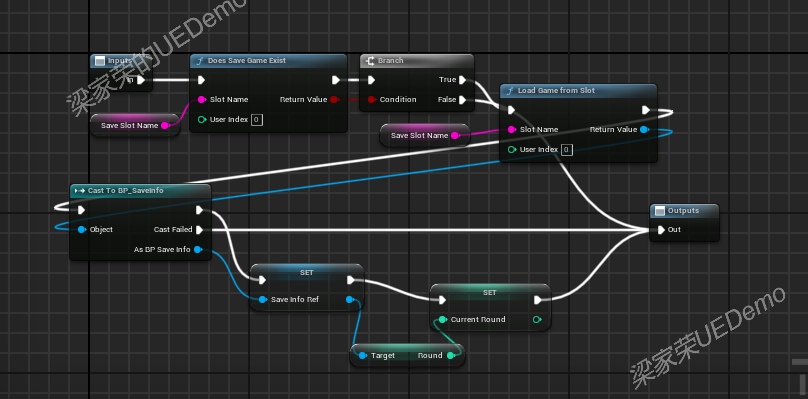 梁家荣的UEDemo
Inputs
In
Does Save Game Exist
Slot Name
Return Value
User Index 0
Branch
True
Condition
False
Save Slot Name
Save Slot Name
Load Game from Slot
Slot Name
Return Value
User Index 0
Cast To BP_SaveInfo
Object
Cast Failed
As BP Save Info
Outputs
Out
SET
Save Info Ref
SET
Current Round
Target
Round
梁家荣UEDemo